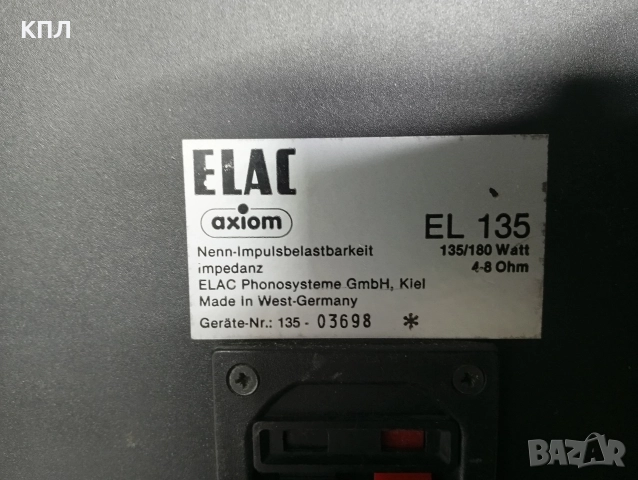 КПЛ
ELAC
axiom
EL 135
Nenn-Impulsbelastbarkeit 135/180 Watt
impedanz 4-8 Ohm
ELAC Phonosysteme GmbH, Kiel
Made in West-Germany
Geräte-Nr.: 135 - 03698 *
BAZAR